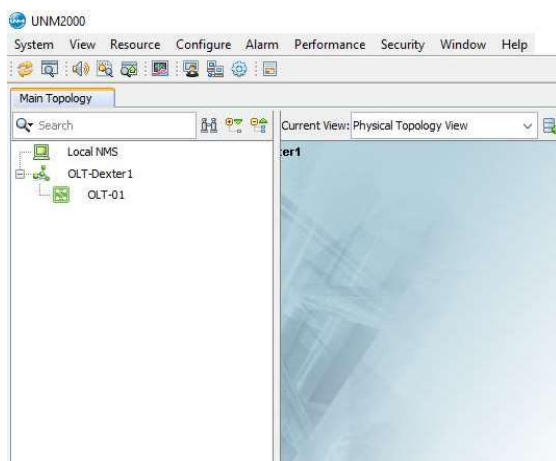 UNM2000
System View Resource Configure Alarm Performance Security Window Help
Main Topology
Search
Current View: Physical Topology View
Local NMS
OLT-Dexter1
OLT-01
er1